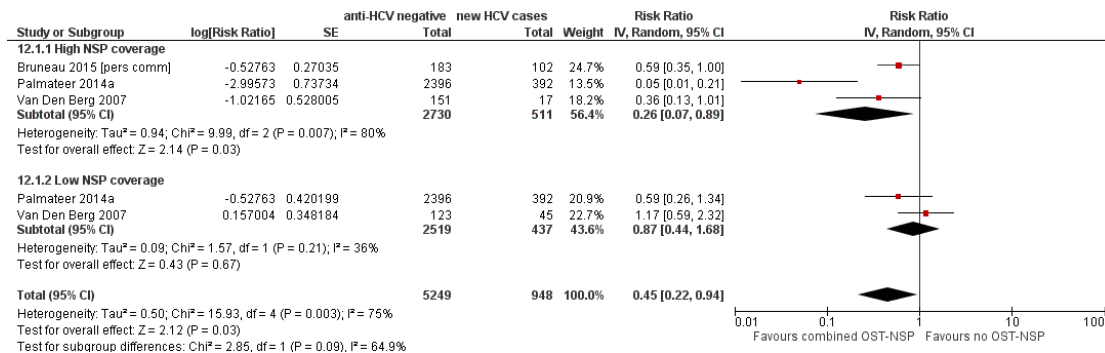 anti-HCV negative new HCV cases Risk Ratio Risk Ratio
Study or Subgroup log[Risk Ratio] SE Total Total Weight IV, Random, 95% CI IV, Random, 95% CI
12.1.1 High NSP coverage
Bruneau 2015 [pers comm] -0.52763 0.27035 183 102 24.7% 0.59 [0.35, 1.00]
Palmateer 2014a -2.99573 0.73734 2396 392 13.5% 0.05 [0.01, 0.21]
Van Den Berg 2007 -1.02165 0.528005 151 17 18.2% 0.36 [0.13, 1.01]
Subtotal (95% CI) 2730 511 56.4% 0.26 [0.07, 0.89]
Heterogeneity: Tau² = 0.94; Chi² = 9.99, df = 2 (P = 0.007); I² = 80%
Test for overall effect: Z = 2.14 (P = 0.03)
12.1.2 Low NSP coverage
Palmateer 2014a -0.52763 0.420199 2396 392 20.9% 0.59 [0.26, 1.34]
Van Den Berg 2007 0.157004 0.348184 123 45 22.7% 1.17 [0.59, 2.32]
Subtotal (95% CI) 2519 437 43.6% 0.87 [0.44, 1.68]
Heterogeneity: Tau² = 0.09; Chi² = 1.57, df = 1 (P = 0.21); I² = 36%
Test for overall effect: Z = 0.43 (P = 0.67)
Total (95% CI) 5249 948 100.0% 0.45 [0.22, 0.94]
Heterogeneity: Tau² = 0.50; Chi² = 15.93, df = 4 (P = 0.003); I² = 75%
Test for overall effect: Z = 2.12 (P = 0.03)
Test for subgroup differences: Chi² = 2.85, df = 1 (P = 0.09), I² = 64.9%
0.01 0.1 1 10 100
Favours combined OST-NSP Favours no OST-NSP